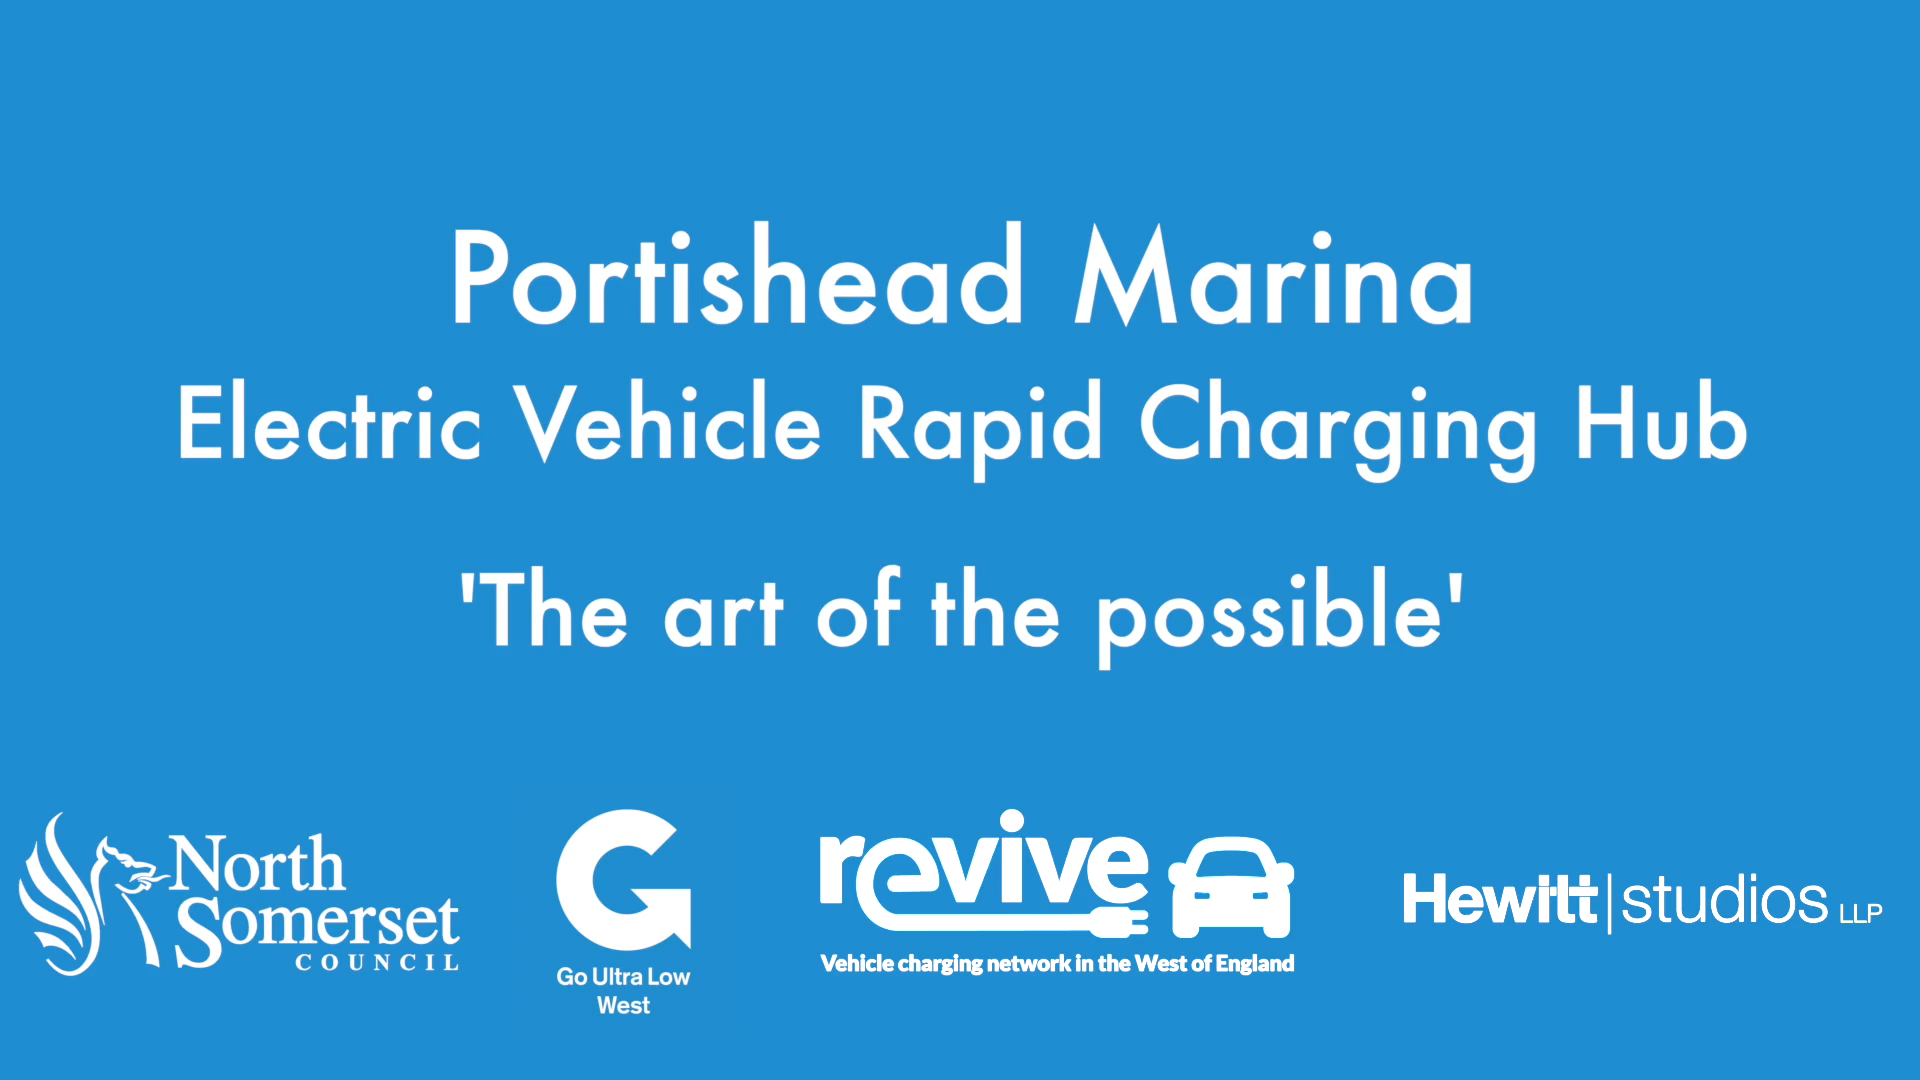 Portishead Marina
Electric Vehicle Rapid Charging Hub
'The art of the possible'
North
Somerset
COUNCIL
Go Ultra Low
West
revive
Vehicle charging network in the West of England
Hewitt|studios LLP